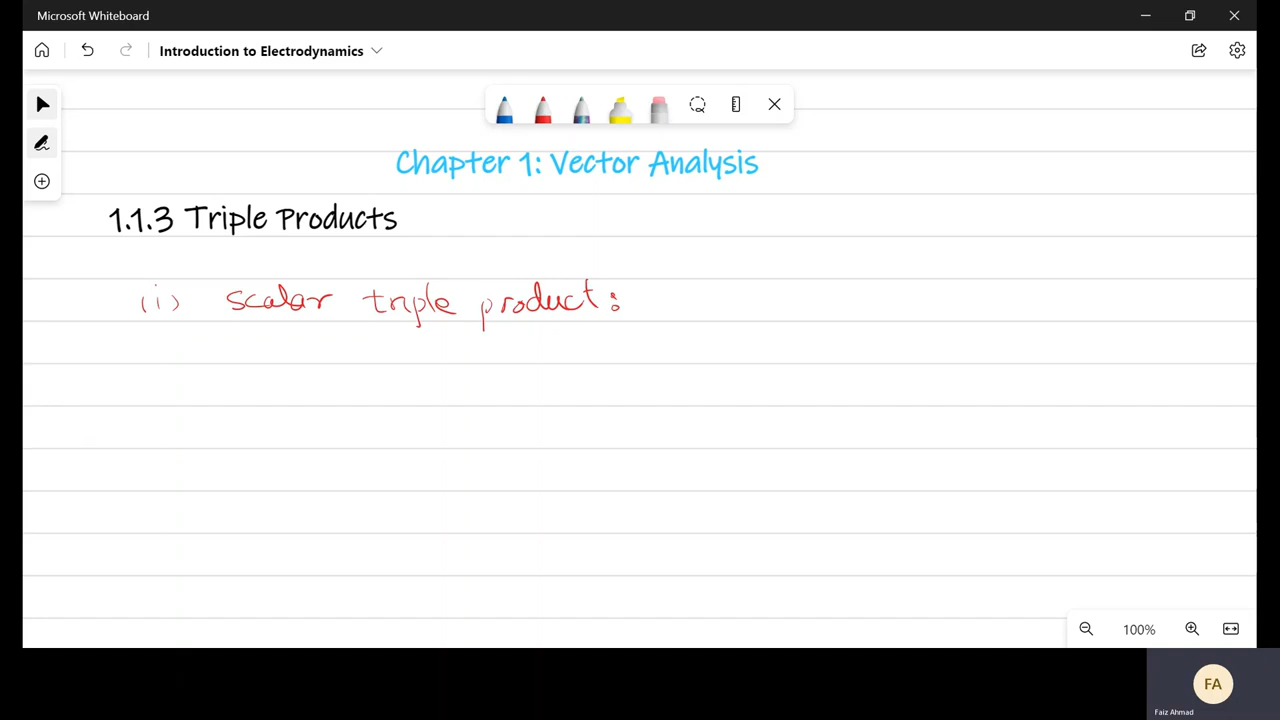 Microsoft Whiteboard
Introduction to Electrodynamics
Chapter 1: Vector Analysis
1.1.3 Triple Products
(i) scalar triple product:
100%
FA
Faiz Ahmad